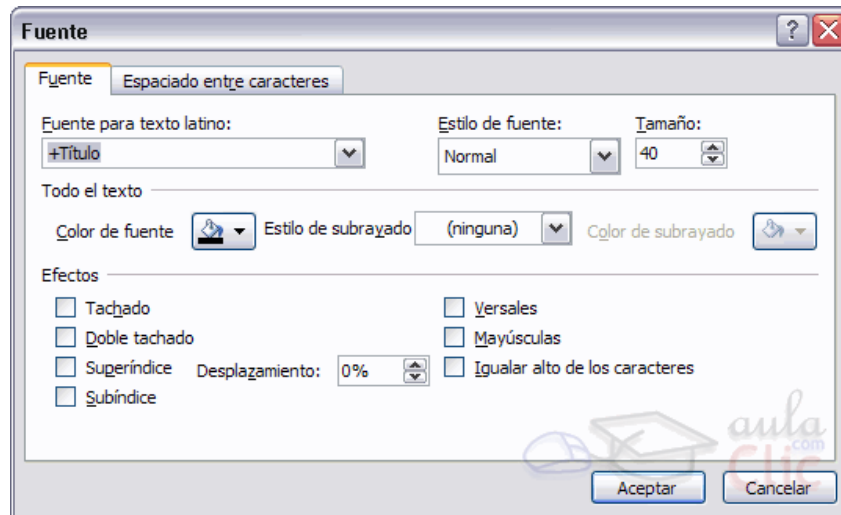 Fuente
Fuente Espaciado entre caracteres
Fuente para texto latino: Estilo de fuente: Tamaño:
+Título Normal 40
Todo el texto
Color de fuente Estilo de subrayado (ninguna) Color de subrayado
Efectos
Tachado Versales
Doble tachado Mayúsculas
Superíndice Desplazamiento: 0% Igualar alto de los caracteres
Subíndice
aula
.com
Clic
Aceptar Cancelar